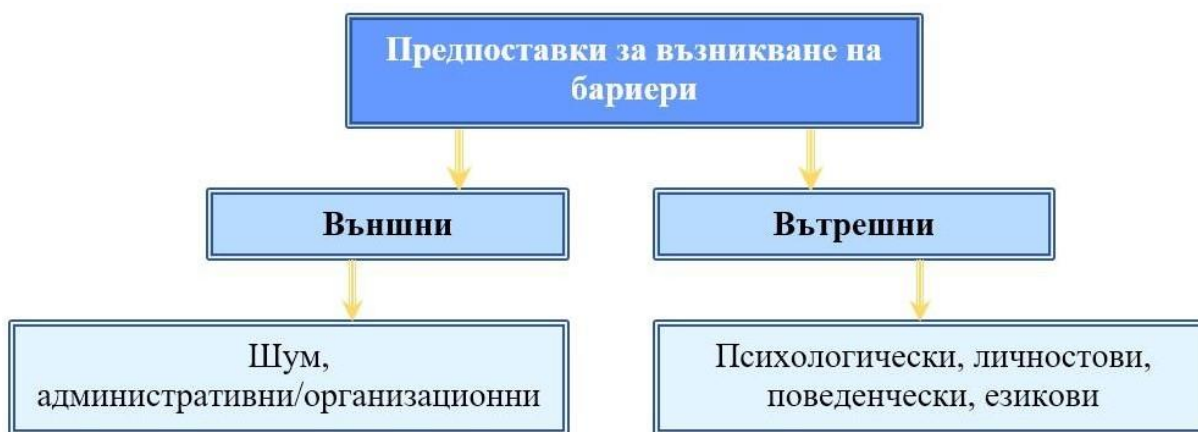 Предпоставки за възникване на
бариери
Външни
Вътрешни
Шум,
административни/организационни
Психологически, личностови,
поведенчески, езикови